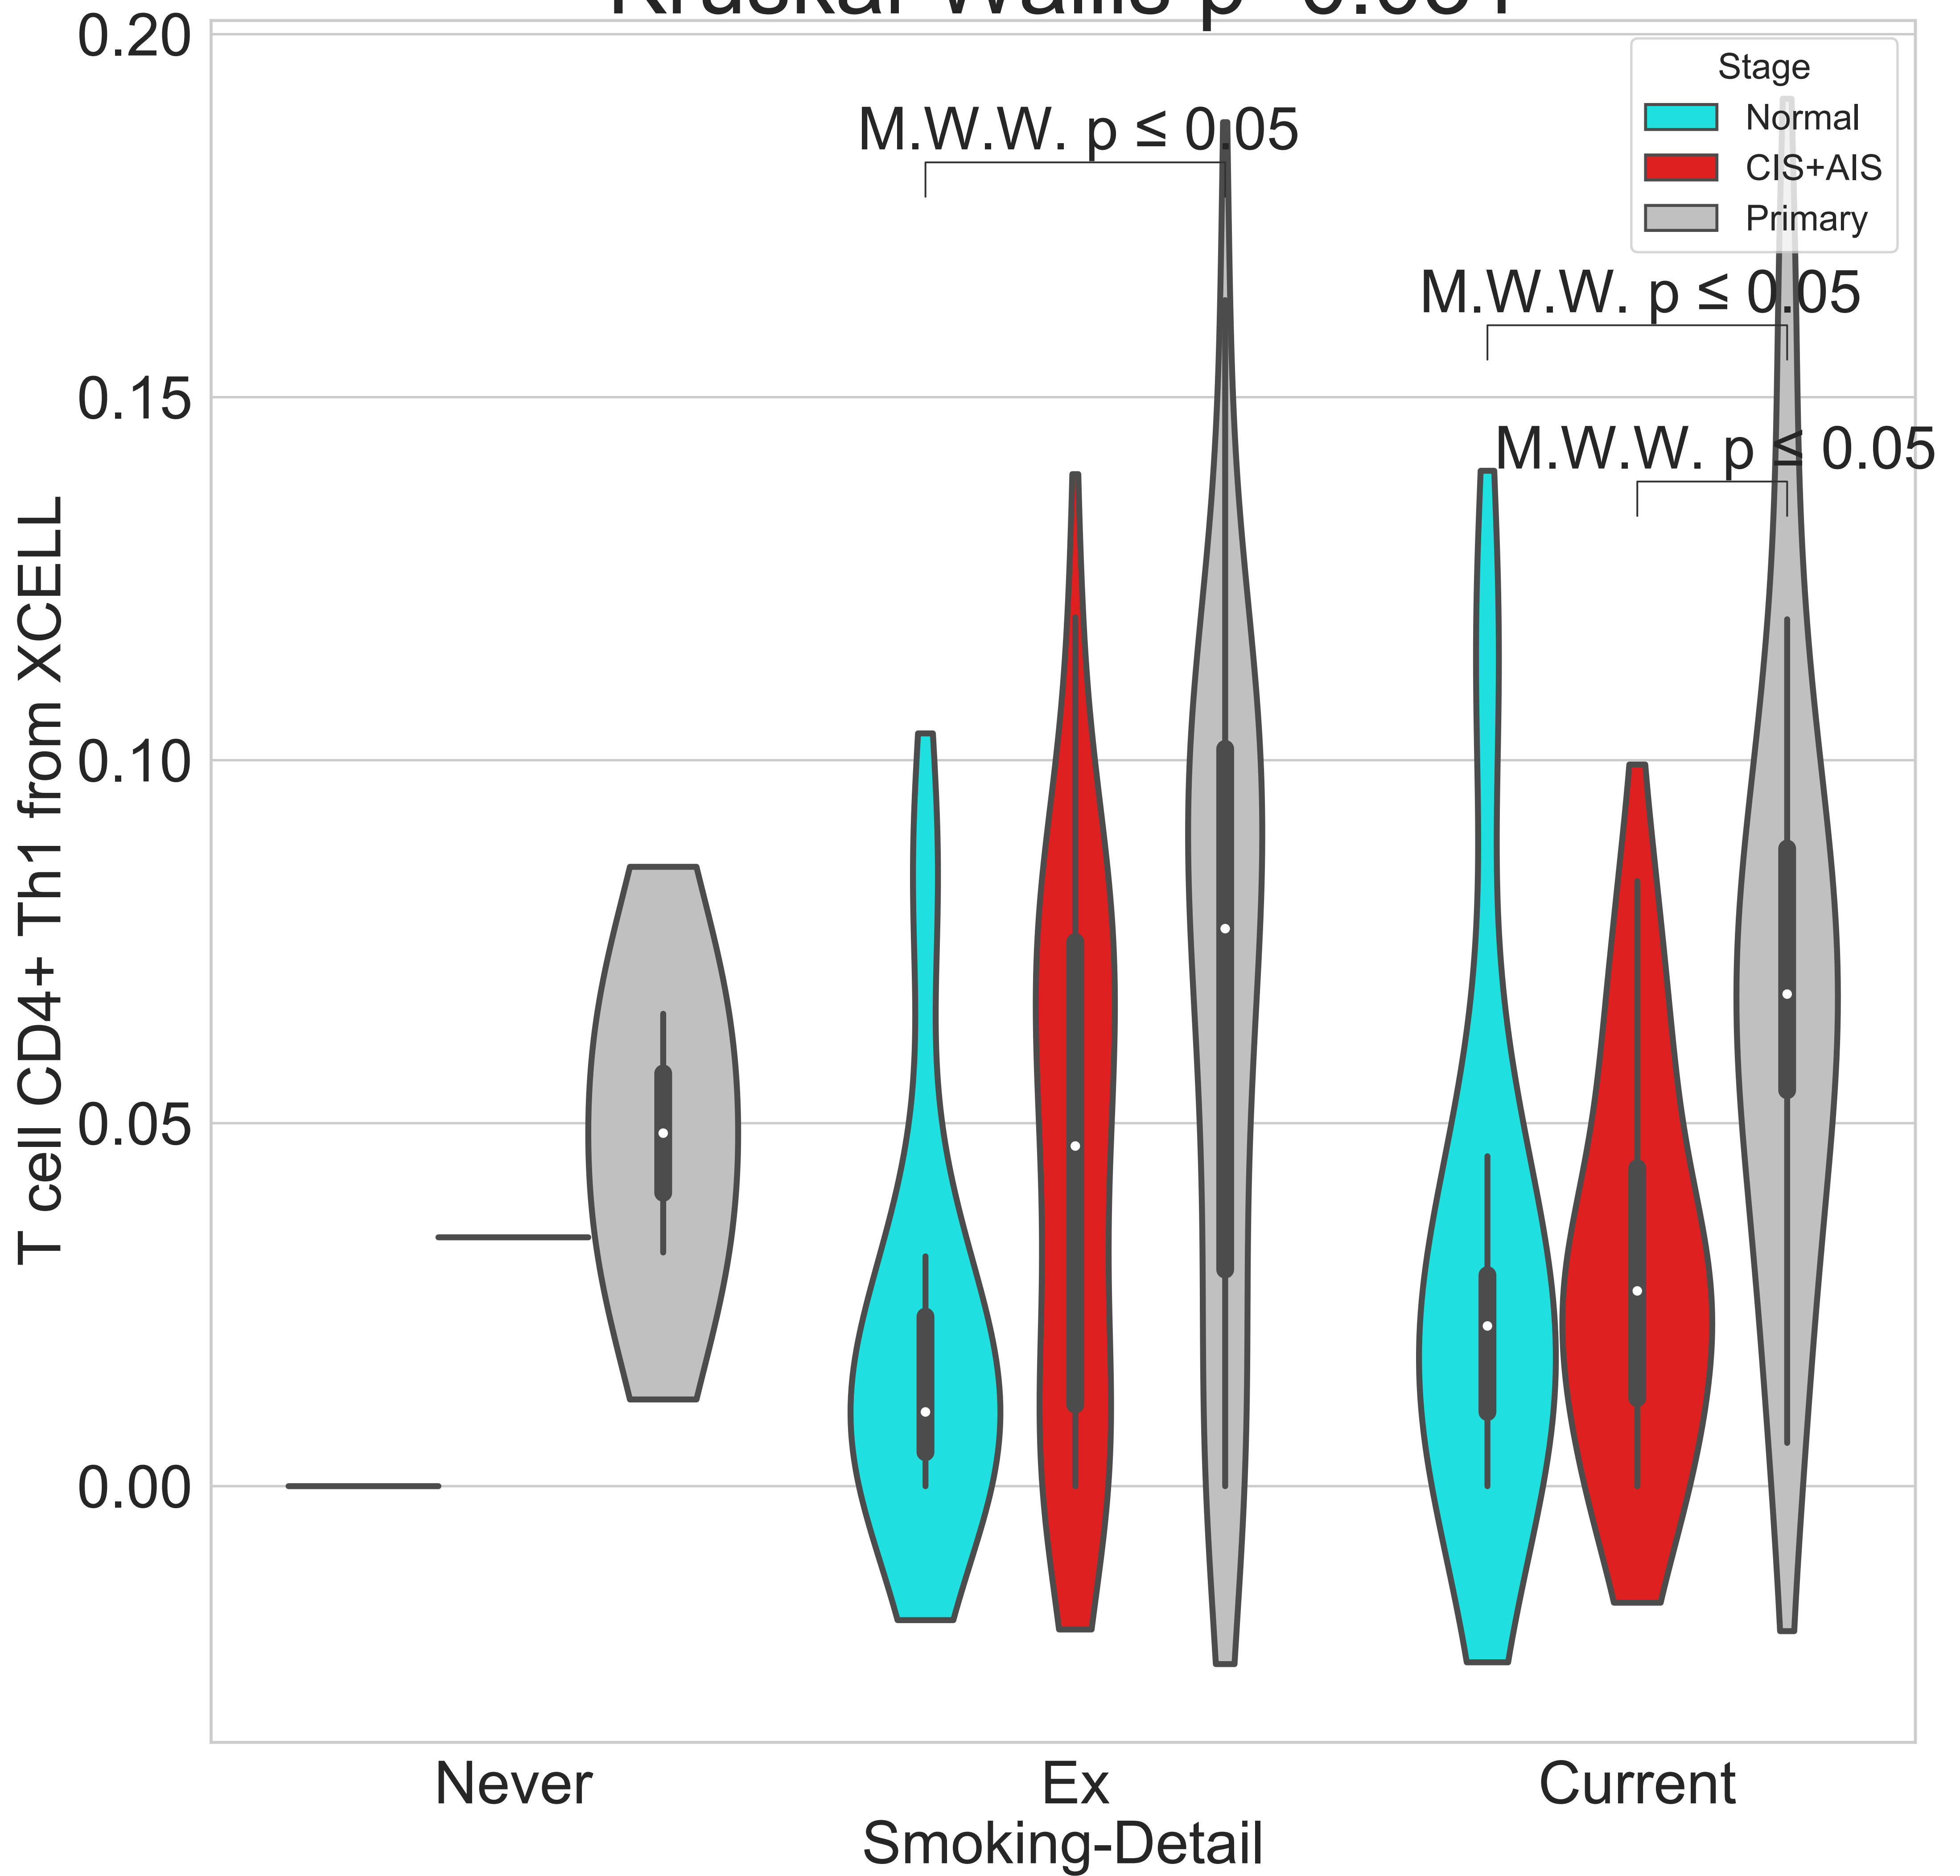 0.20
0.15
0.10
0.05
0.00
T cell CD4+ Th1 from XCELL
M.W.W. p ≤ 0.05
M.W.W. p ≤ 0.05
M.W.W. p ≤ 0.05
Stage
Normal
CIS+AIS
Primary
Never
Ex
Current
Smoking-Detail